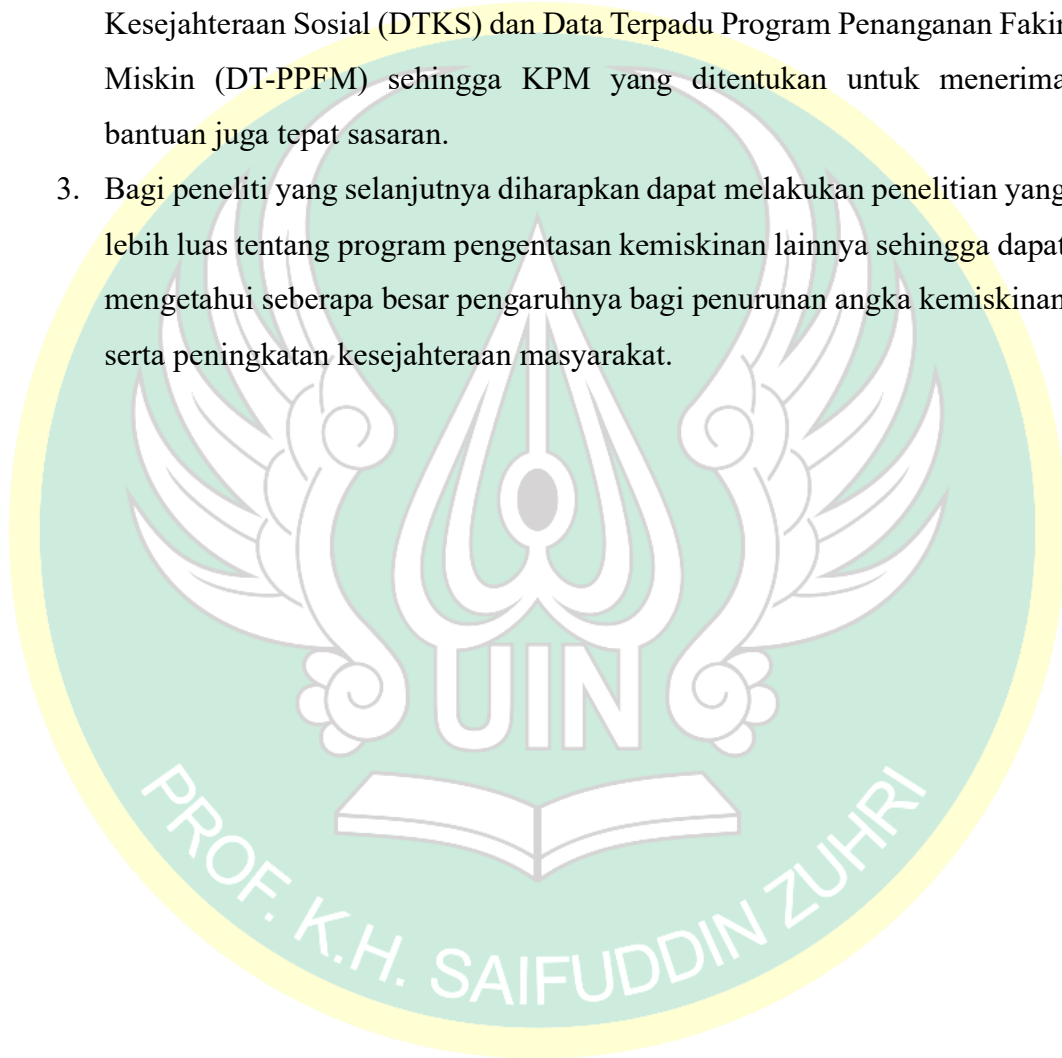 Kesejahteraan Sosial (DTKS) dan Data Terpadu Program Penanganan Fakir
Miskin (DT-PPFM) sehingga KPM yang ditentukan untuk menerima
bantuan juga tepat sasaran.
3. Bagi peneliti yang selanjutnya diharapkan dapat melakukan penelitian yang
lebih luas tentang program pengentasan kemiskinan lainnya sehingga dapat
mengetahui seberapa besar pengaruhnya bagi penurunan angka kemiskinan
serta peningkatan kesejahteraan masyarakat.
UIN
PROF. K.H. SAIFUDDIN ZUHRI